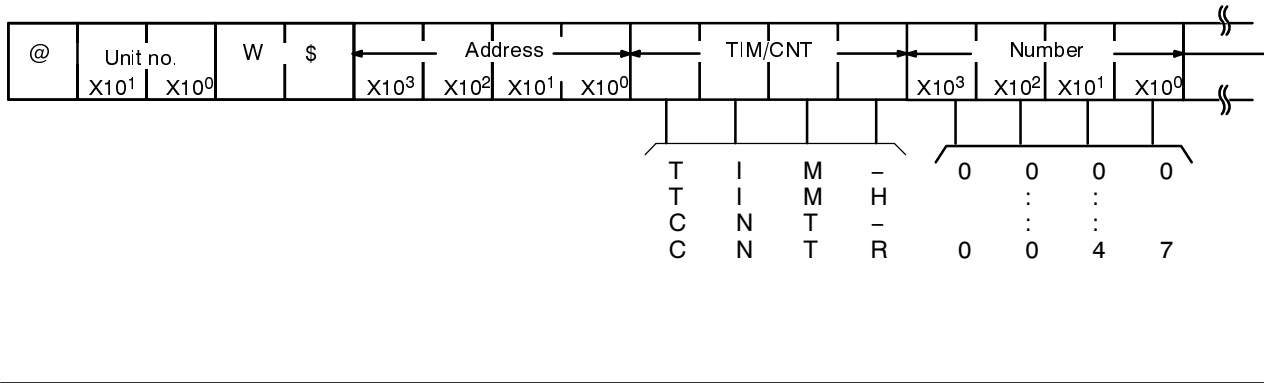 @ Unit no. W $ Address TIM/CNT Number
X10¹ X10⁰ X10³ X10² X10¹ X10⁰ X10³ X10² X10¹ X10⁰
T I M – 0 0 0 0
T I M H : :
C N T – : :
C N T R 0 0 4 7